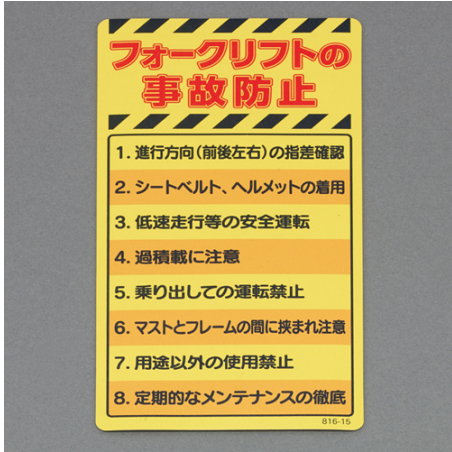 フォークリフトの
事故防止
1. 進行方向（前後左右）の指差確認
2. シートベルト、ヘルメットの着用
3. 低速走行等の安全運転
4. 過積載に注意
5. 乗り出しての運転禁止
6. マストとフレームの間に挟まれ注意
7. 用途以外の使用禁止
8. 定期的なメンテナンスの徹底
816-15